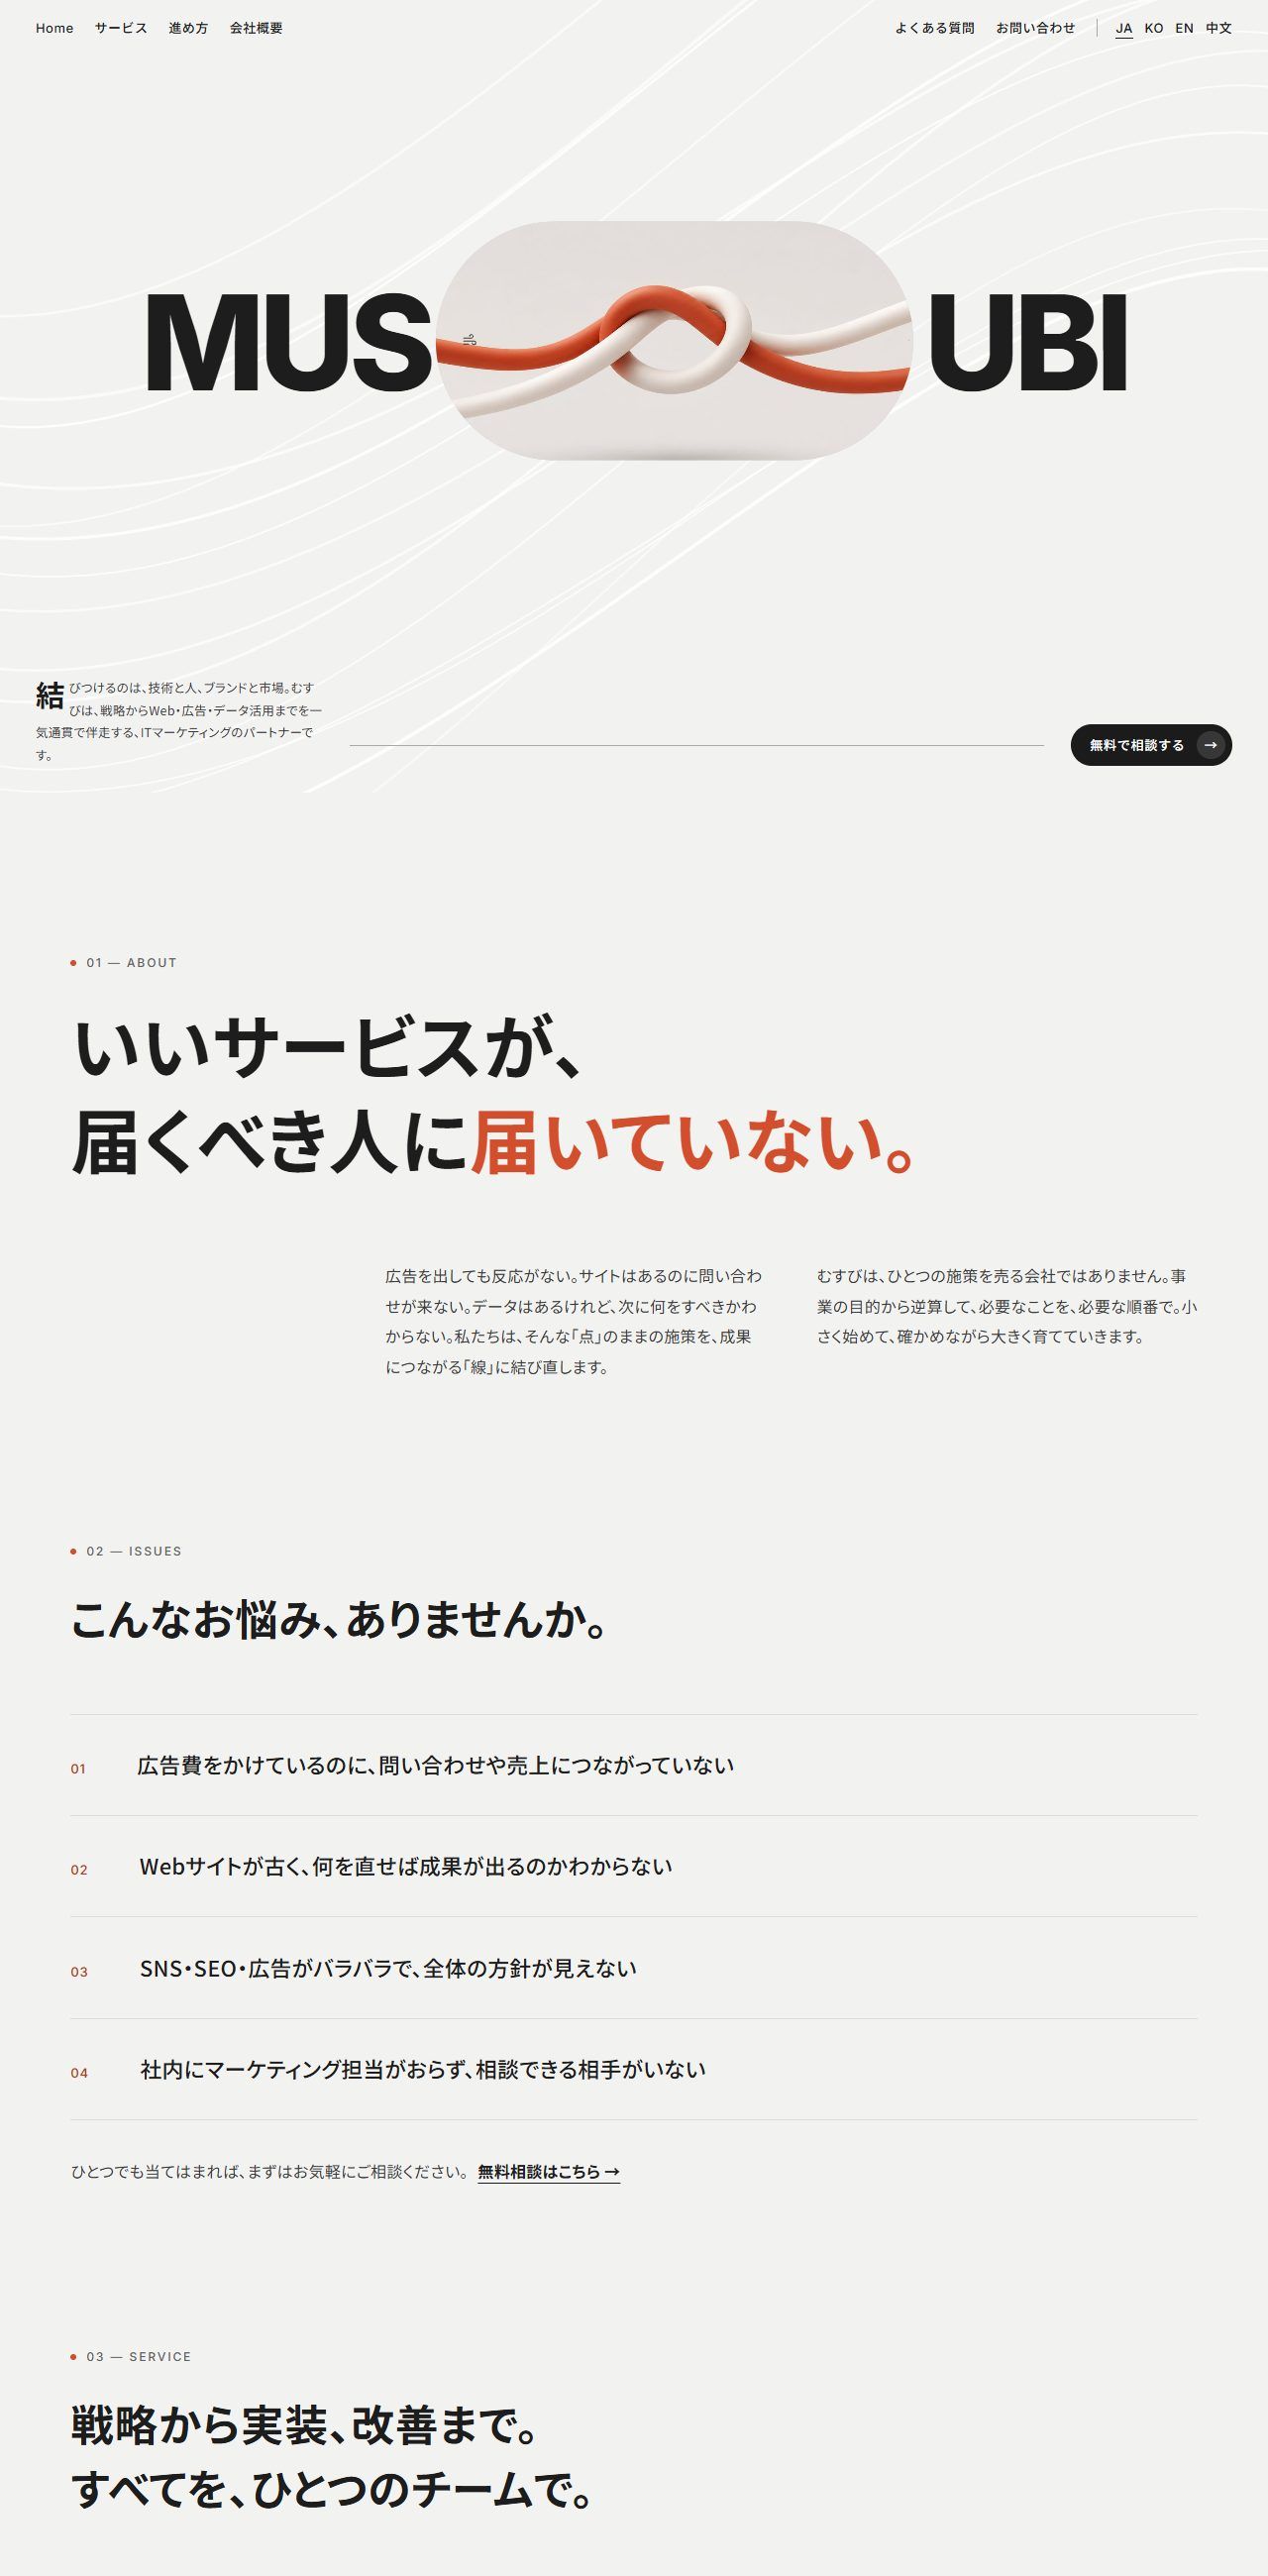 Home サービス 進め方 会社概要
よくある質問 お問い合わせ JA KO EN 中文
MUS UBI
結びつけるのは、技術と人、ブランドと市場。むす
びは、戦略からWeb・広告・データ活用までを一
気通貫で伴走する、ITマーケティングのパートナーで
す。
無料で相談する →
01 — ABOUT
いいサービスが、
届くべき人に届いていない。
広告を出しても反応がない。サイトはあるのに問い合わ
せが来ない。データはあるけれど、次に何をすべきかわ
からない。私たちは、そんな「点」のままの施策を、成果
につながる「線」に結び直します。
むすびは、ひとつの施策を売る会社ではありません。事
業の目的から逆算して、必要なことを、必要な順番で。小
さく始めて、確かめながら大きく育てていきます。
02 — ISSUES
こんなお悩み、ありませんか。
01 広告費をかけているのに、問い合わせや売上につながっていない
02 Webサイトが古く、何を直せば成果が出るのかわからない
03 SNS・SEO・広告がバラバラで、全体の方針が見えない
04 社内にマーケティング担当がおらず、相談できる相手がいない
ひとつでも当てはまれば、まずはお気軽にご相談ください。 無料相談はこちら →
03 — SERVICE
戦略から実装、改善まで。
すべてを、ひとつのチームで。